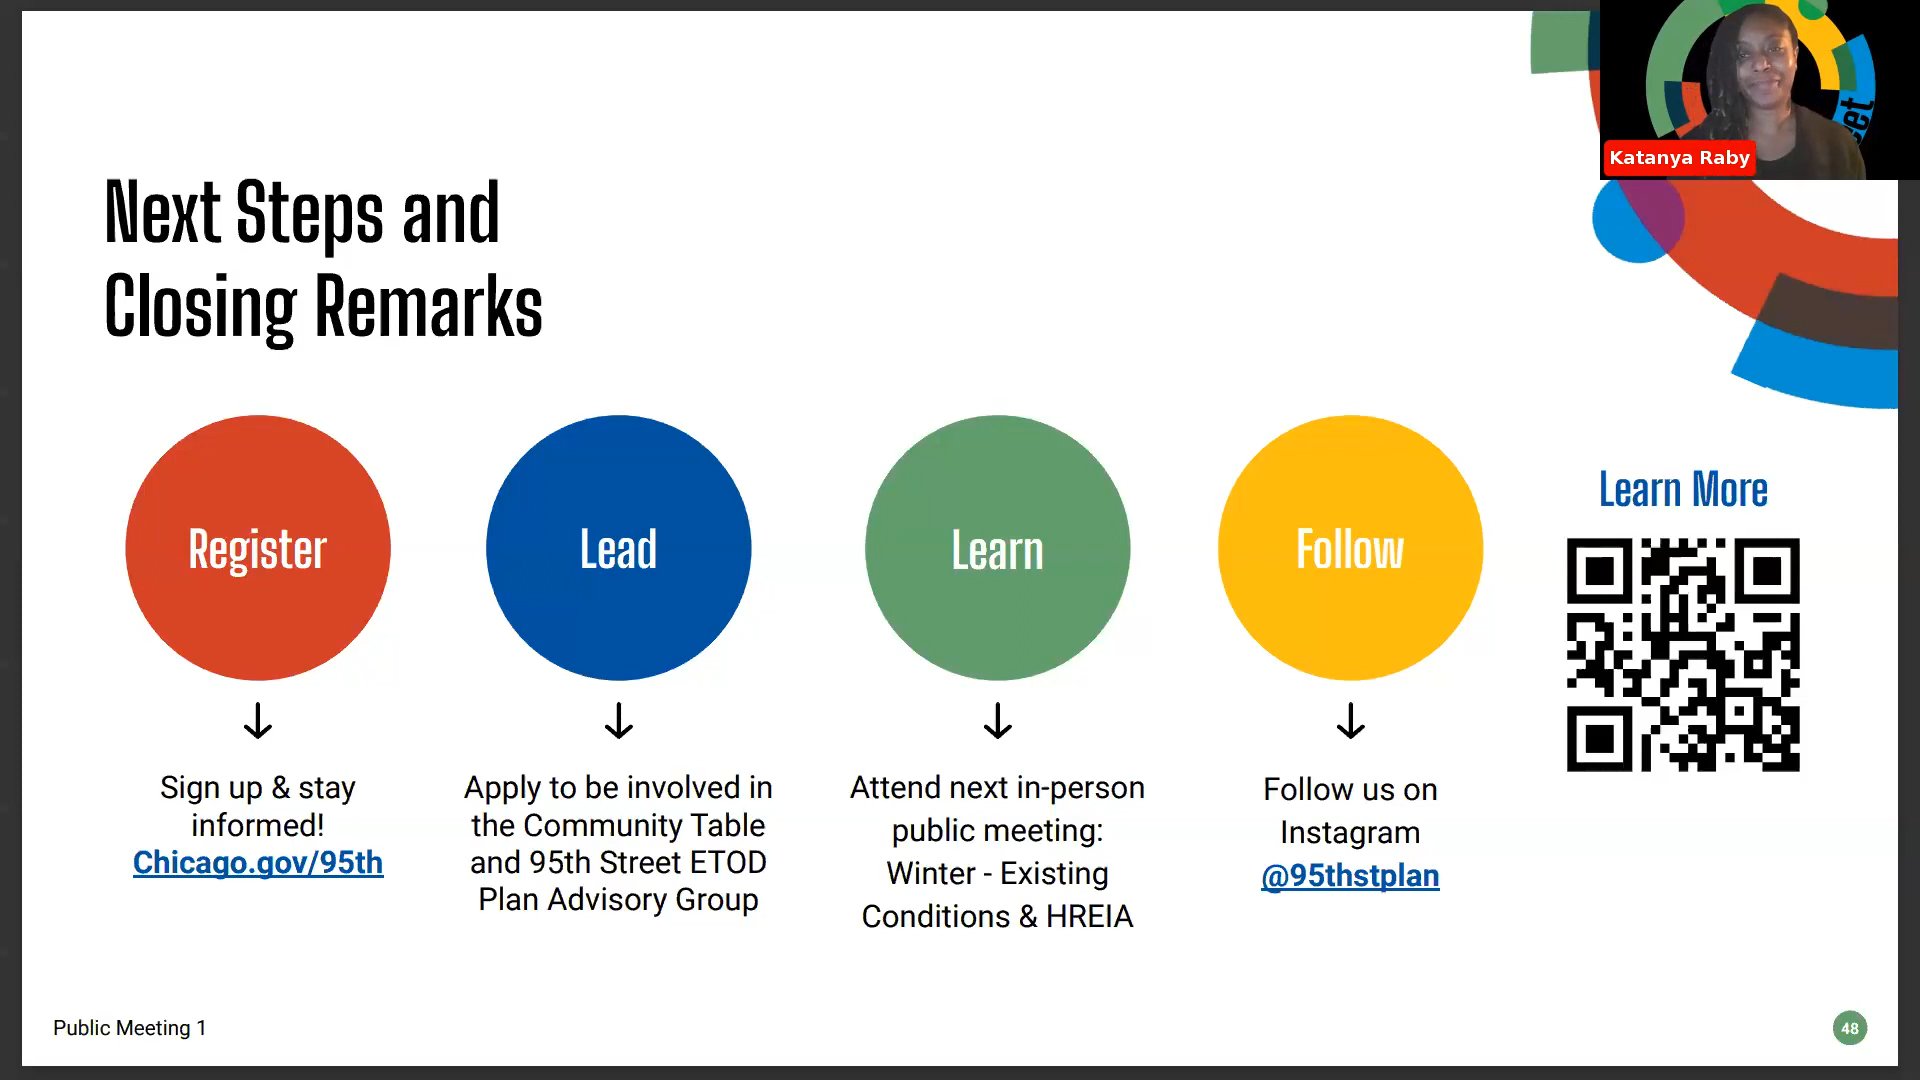 eet
Katanya Raby
Next Steps and
Closing Remarks
Register
Lead
Learn
Follow
Learn More
Sign up & stay
informed!
Chicago.gov/95th
Apply to be involved in
the Community Table
and 95th Street ETOD
Plan Advisory Group
Attend next in-person
public meeting:
Winter - Existing
Conditions & HREIA
Follow us on
Instagram
@95thstplan
Public Meeting 1
48